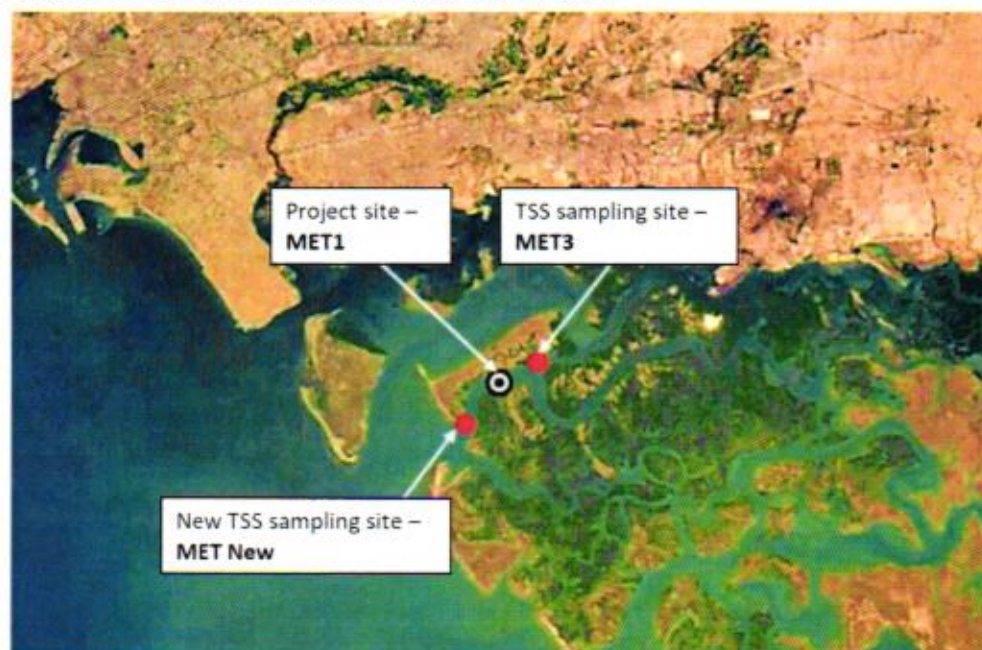 Project site –
MET1
TSS sampling site –
MET3
New TSS sampling site –
MET New